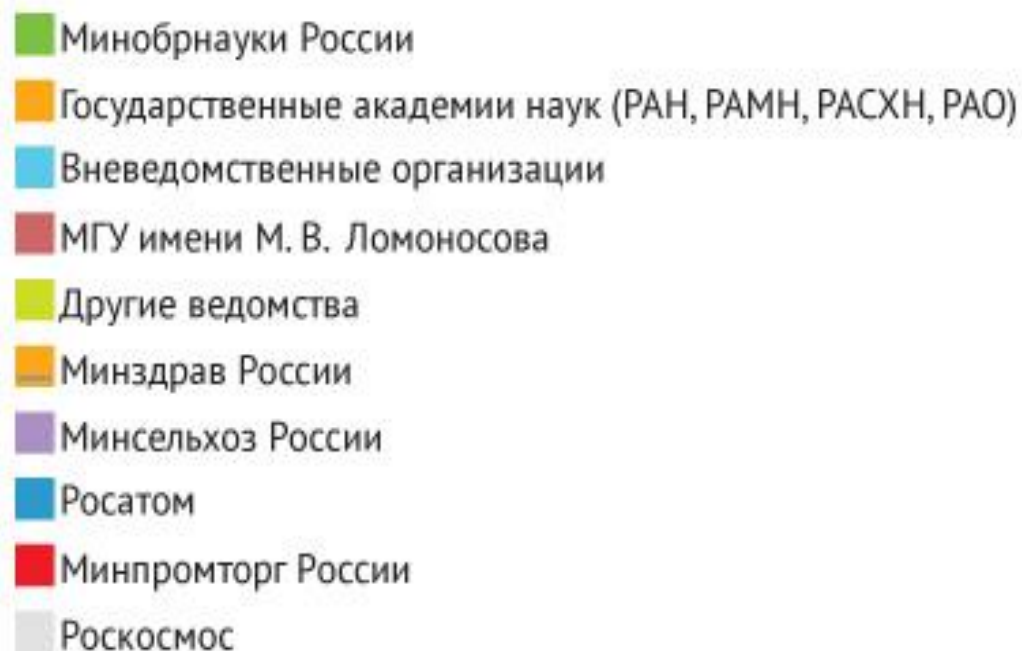 Минобрнауки России
Государственные академии наук (РАН, РАМН, РАСХН, РАО)
Вневедомственные организации
МГУ имени М. В. Ломоносова
Другие ведомства
Минздрав России
Минсельхоз России
Росатом
Минпромторг России
Роскосмос